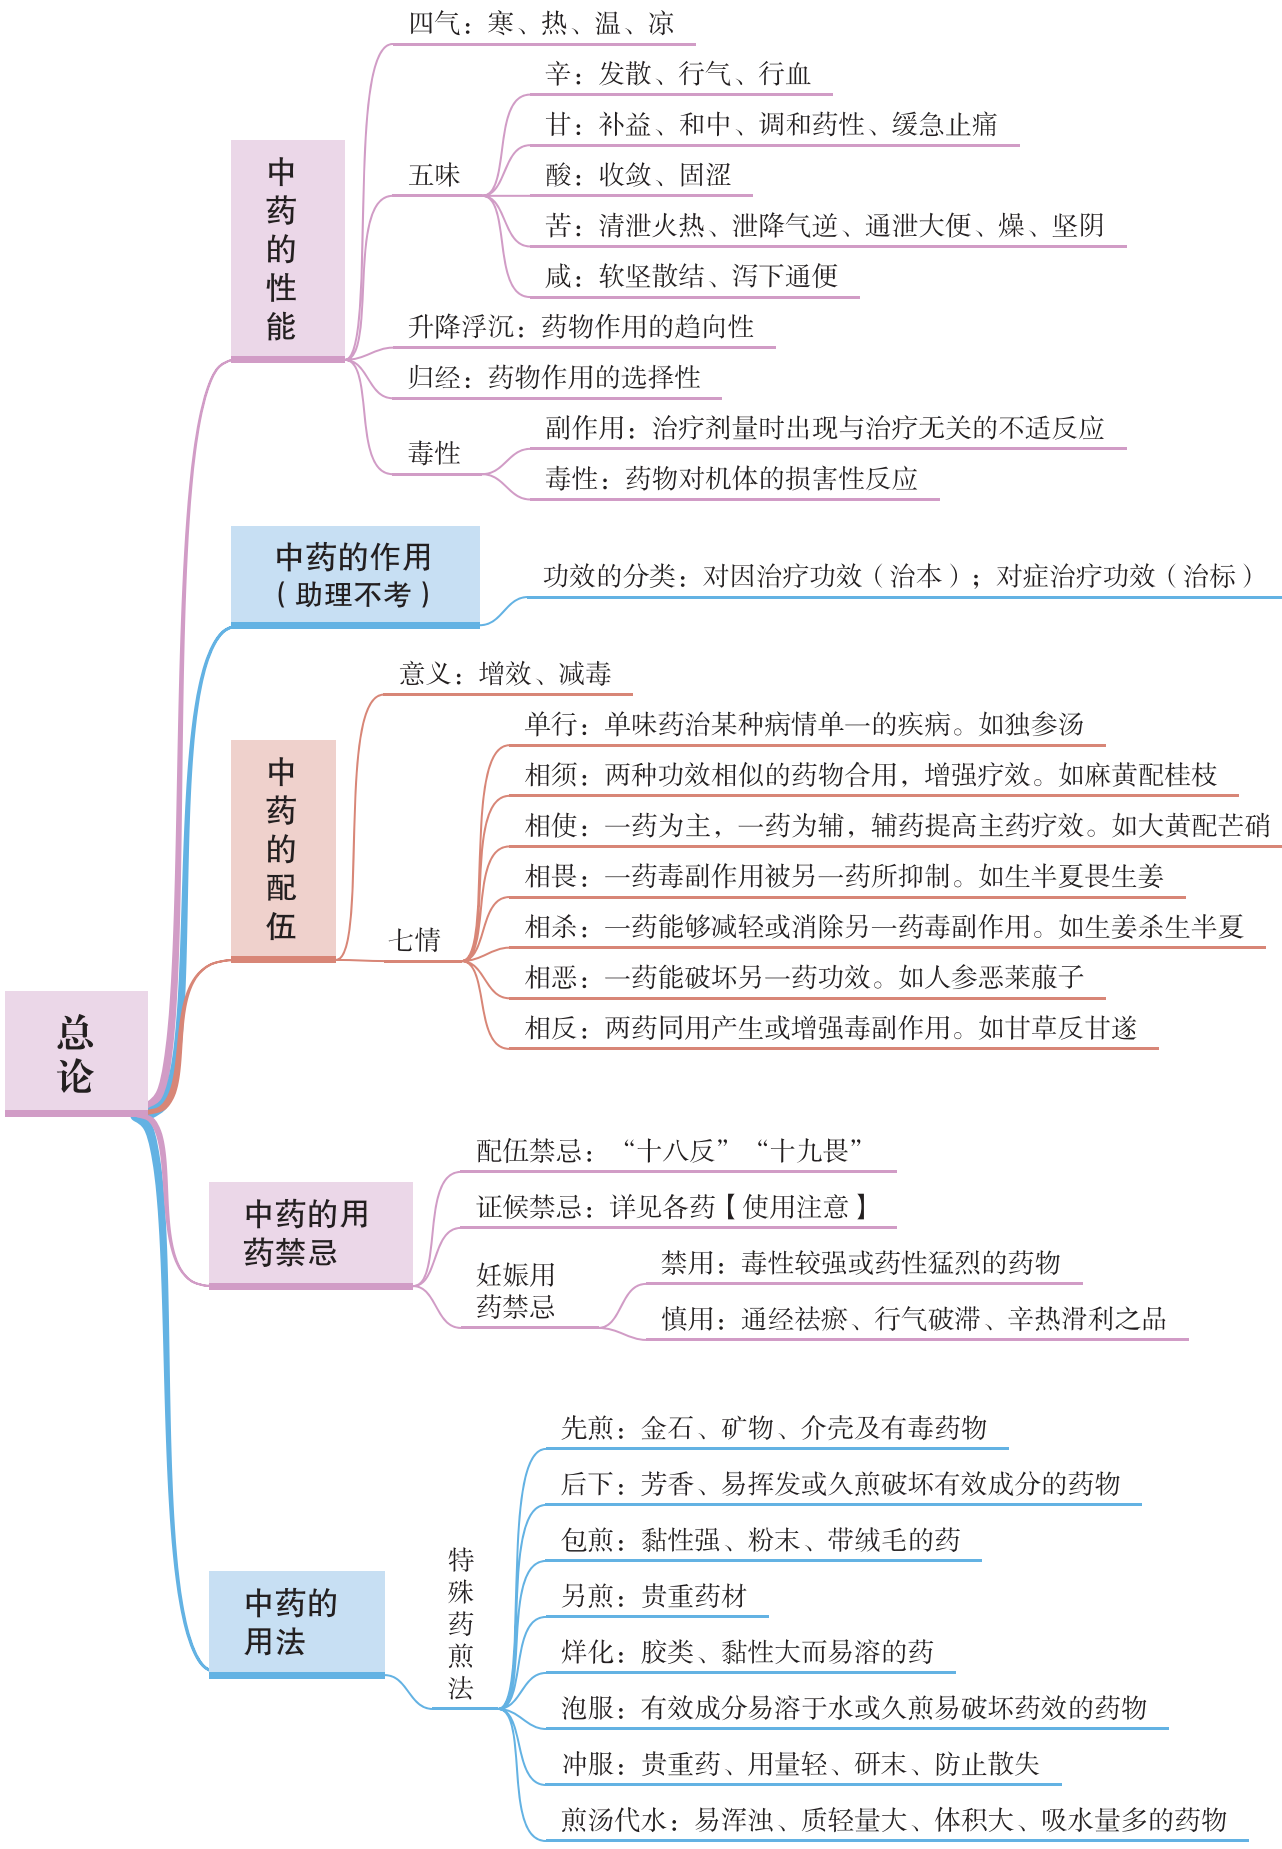 总论
中药的性能
四气：寒、热、温、凉
五味
辛：发散、行气、行血
甘：补益、和中、调和药性、缓急止痛
酸：收敛、固涩
苦：清泄火热、泄降气逆、通泄大便、燥、坚阴
咸：软坚散结、泻下通便
升降浮沉：药物作用的趋向性
归经：药物作用的选择性
毒性
副作用：治疗剂量时出现与治疗无关的不适反应
毒性：药物对机体的损害性反应
中药的作用
（助理不考）
功效的分类：对因治疗功效（治本）；对症治疗功效（治标）
中药的配伍
意义：增效、减毒
七情
单行：单味药治某种病情单一的疾病。如独参汤
相须：两种功效相似的药物合用，增强疗效。如麻黄配桂枝
相使：一药为主，一药为辅，辅药提高主药疗效。如大黄配芒硝
相畏：一药毒副作用被另一药所抑制。如生半夏畏生姜
相杀：一药能够减轻或消除另一药毒副作用。如生姜杀生半夏
相恶：一药能破坏另一药功效。如人参恶莱菔子
相反：两药同用产生或增强毒副作用。如甘草反甘遂
中药的用
药禁忌
配伍禁忌：“十八反”“十九畏”
证候禁忌：详见各药【使用注意】
妊娠用
药禁忌
禁用：毒性较强或药性猛烈的药物
慎用：通经祛瘀、行气破滞、辛热滑利之品
中药的
用法
特殊药煎法
先煎：金石、矿物、介壳及有毒药物
后下：芳香、易挥发或久煎破坏有效成分的药物
包煎：黏性强、粉末、带绒毛的药
另煎：贵重药材
烊化：胶类、黏性大而易溶的药
泡服：有效成分易溶于水或久煎易破坏药效的药物
冲服：贵重药、用量轻、研末、防止散失
煎汤代水：易浑浊、质轻量大、体积大、吸水量多的药物